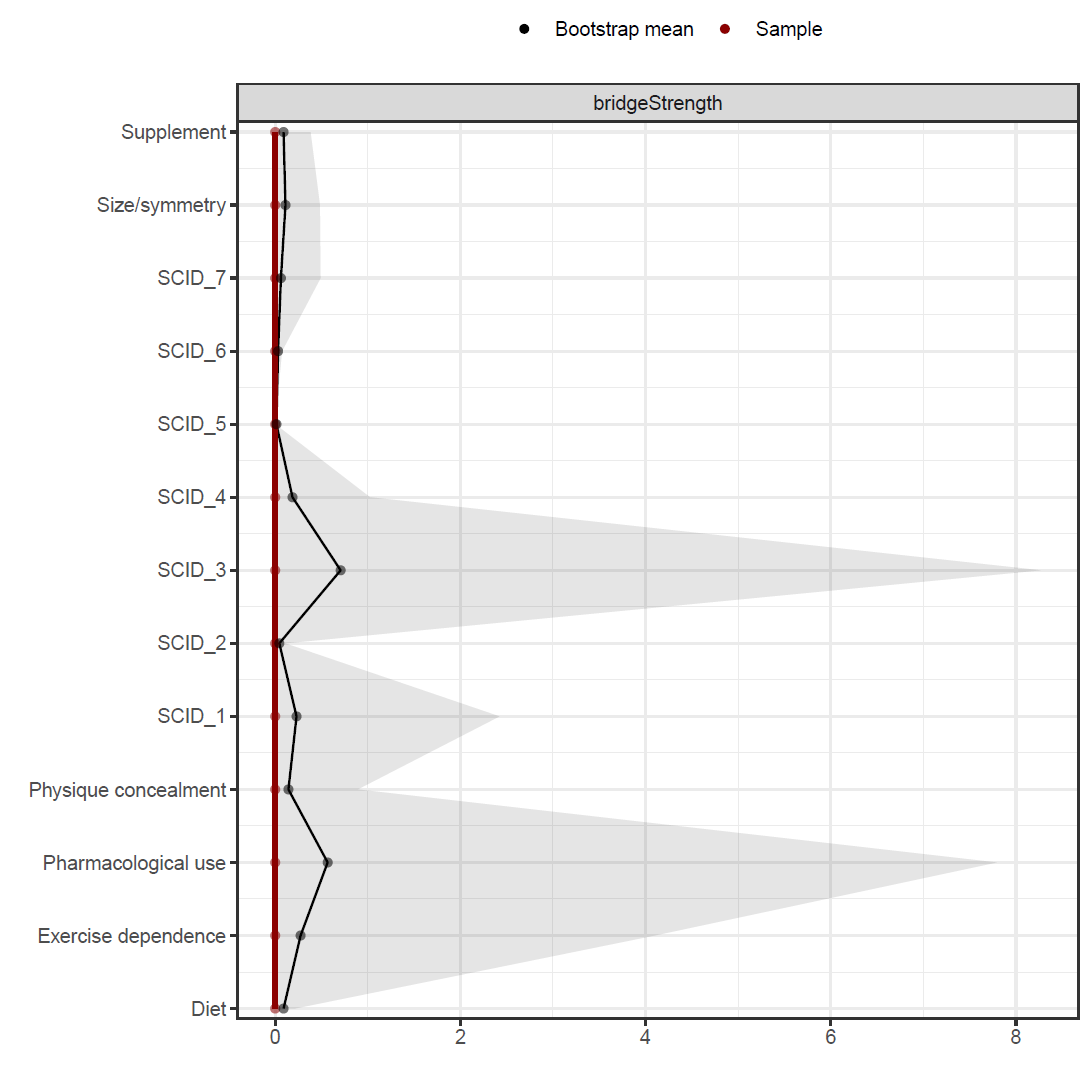 Bootstrap mean Sample
bridgeStrength
Supplement
Size/symmetry
SCID_7
SCID_6
SCID_5
SCID_4
SCID_3
SCID_2
SCID_1
Physique concealment
Pharmacological use
Exercise dependence
Diet
0 2 4 6 8